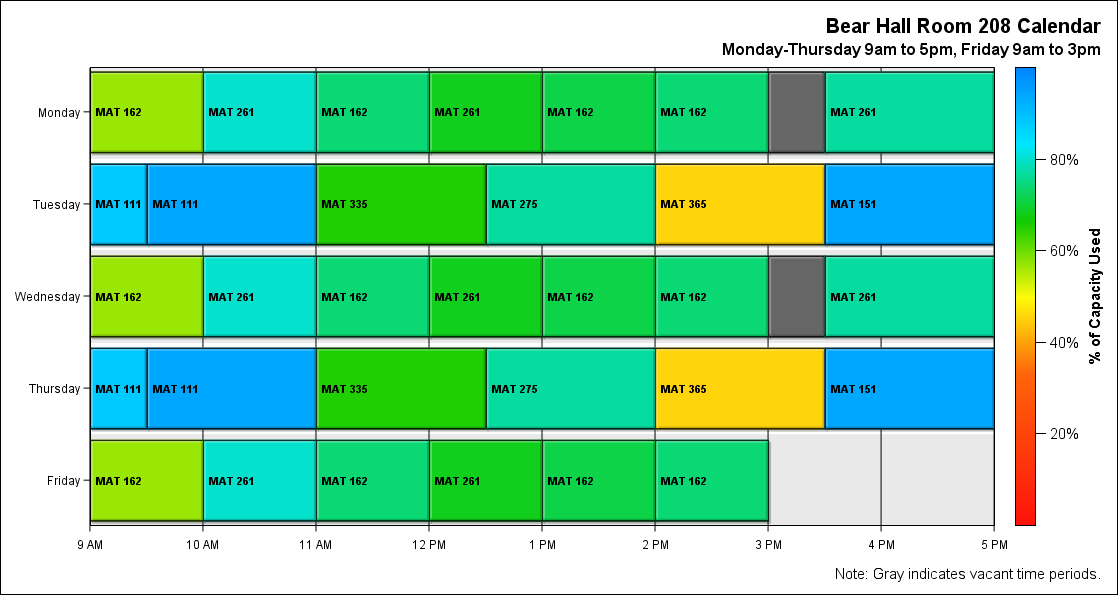 Bear Hall Room 208 Calendar
Monday-Thursday 9am to 5pm, Friday 9am to 3pm
Monday MAT 162 MAT 261 MAT 162 MAT 261 MAT 162 MAT 162 MAT 261
80%
Tuesday MAT 111 MAT 111 MAT 335 MAT 275 MAT 365 MAT 151
60%
Wednesday MAT 162 MAT 261 MAT 162 MAT 261 MAT 162 MAT 162 MAT 261
% of Capacity Used
40%
Thursday MAT 111 MAT 111 MAT 335 MAT 275 MAT 365 MAT 151
20%
Friday MAT 162 MAT 261 MAT 162 MAT 261 MAT 162 MAT 162
9 AM 10 AM 11 AM 12 PM 1 PM 2 PM 3 PM 4 PM 5 PM
Note: Gray indicates vacant time periods.